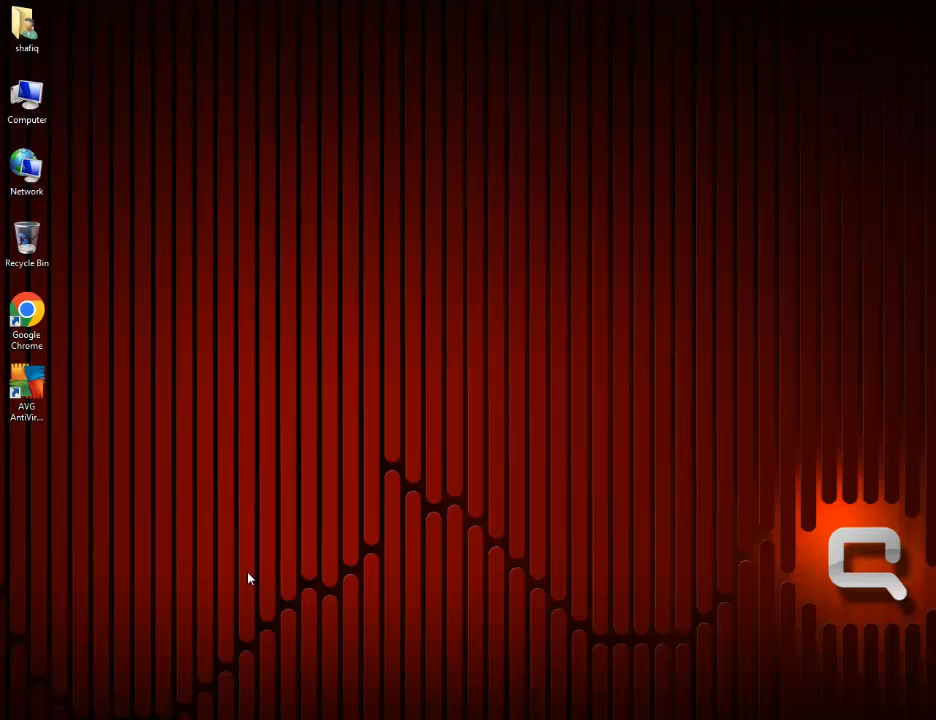 shafiq
Computer
Network
Recycle Bin
Google
Chrome
AVG
AntiVir...